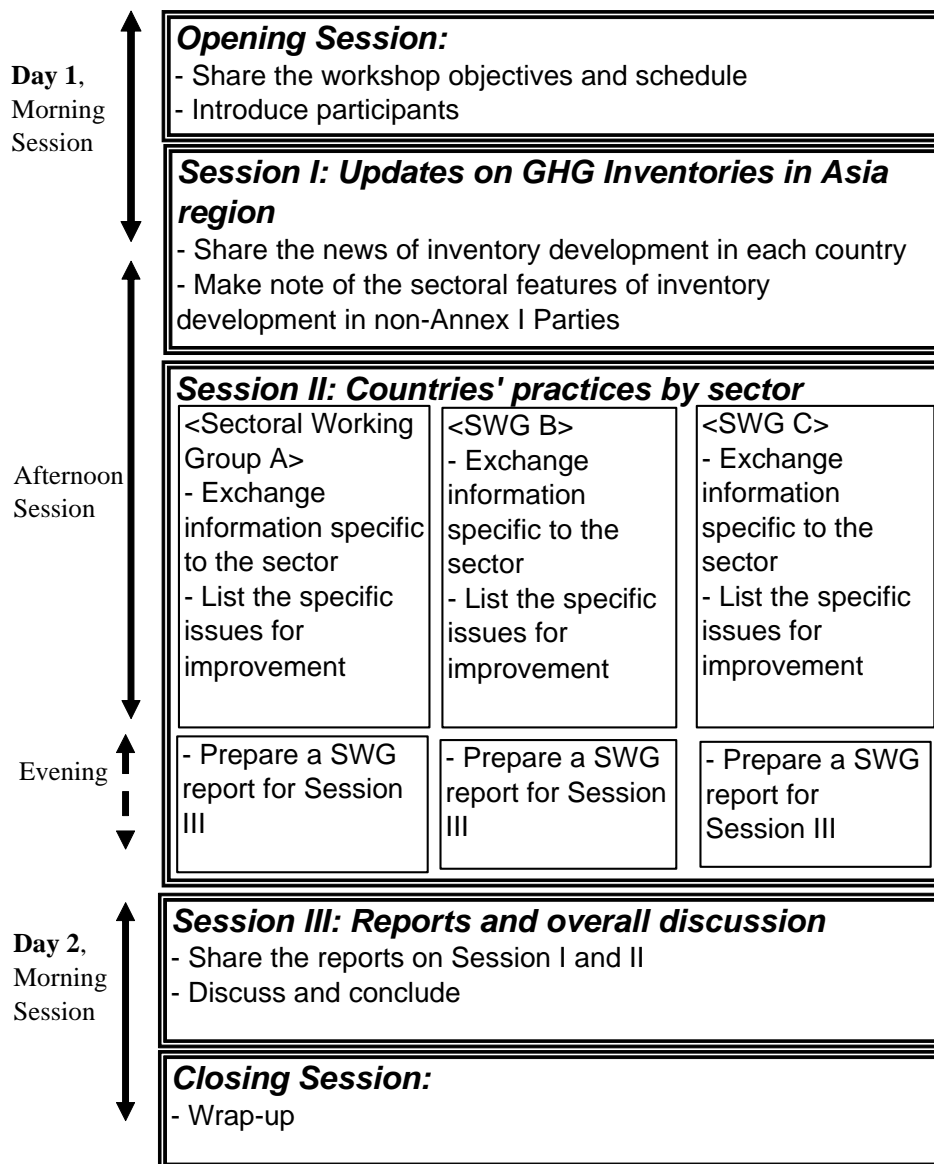 Day 1,
Morning
Session
Opening Session:
- Share the workshop objectives and schedule
- Introduce participants
Session I: Updates on GHG Inventories in Asia
region
- Share the news of inventory development in each country
- Make note of the sectoral features of inventory
development in non-Annex I Parties
Afternoon
Session
Session II: Countries' practices by sector
<Sectoral Working
Group A>
- Exchange
information specific
to the sector
- List the specific
issues for
improvement
<SWG B>
- Exchange
information
specific to the
sector
- List the specific
issues for
improvement
<SWG C>
- Exchange
information
specific to the
sector
- List the specific
issues for
improvement
Evening
- Prepare a SWG
report for Session
III
- Prepare a SWG
report for Session
III
- Prepare a SWG
report for
Session III
Day 2,
Morning
Session
Session III: Reports and overall discussion
- Share the reports on Session I and II
- Discuss and conclude
Closing Session:
- Wrap-up